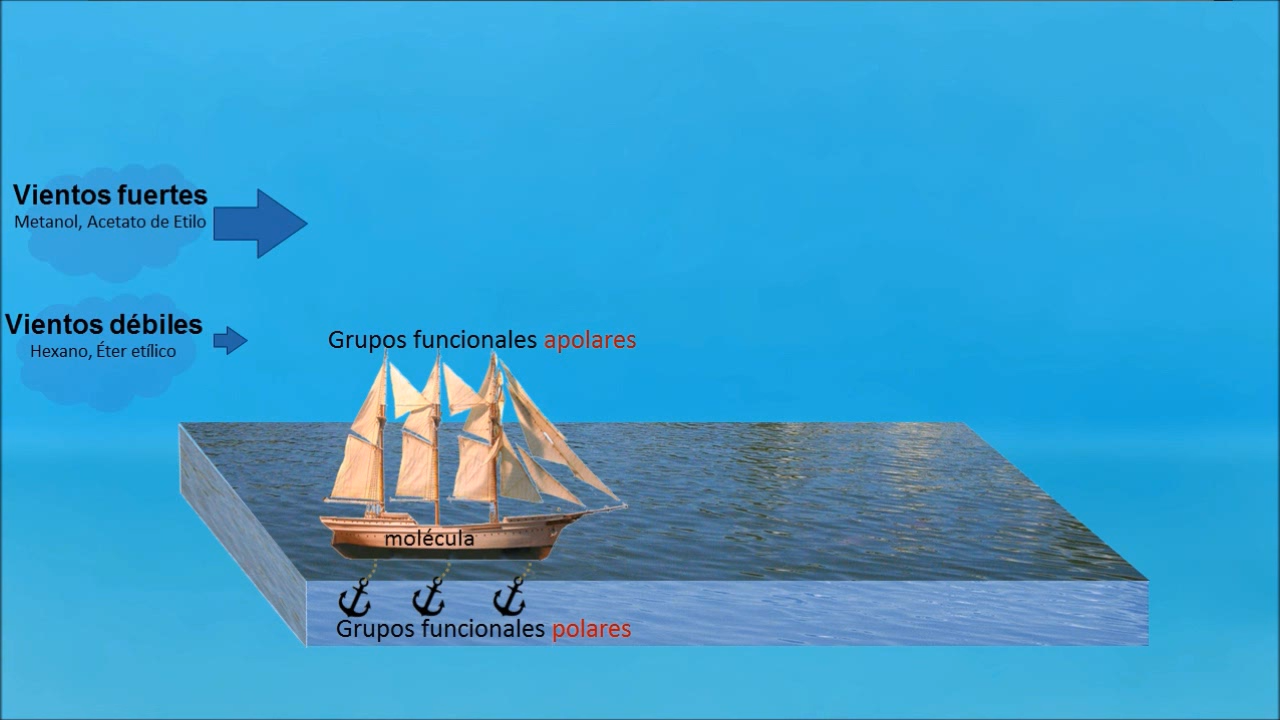 Vientos fuertes
Metanol, Acetato de Etilo
Vientos débiles
Hexano, Éter etílico
Grupos funcionales apolares
molécula
Grupos funcionales polares